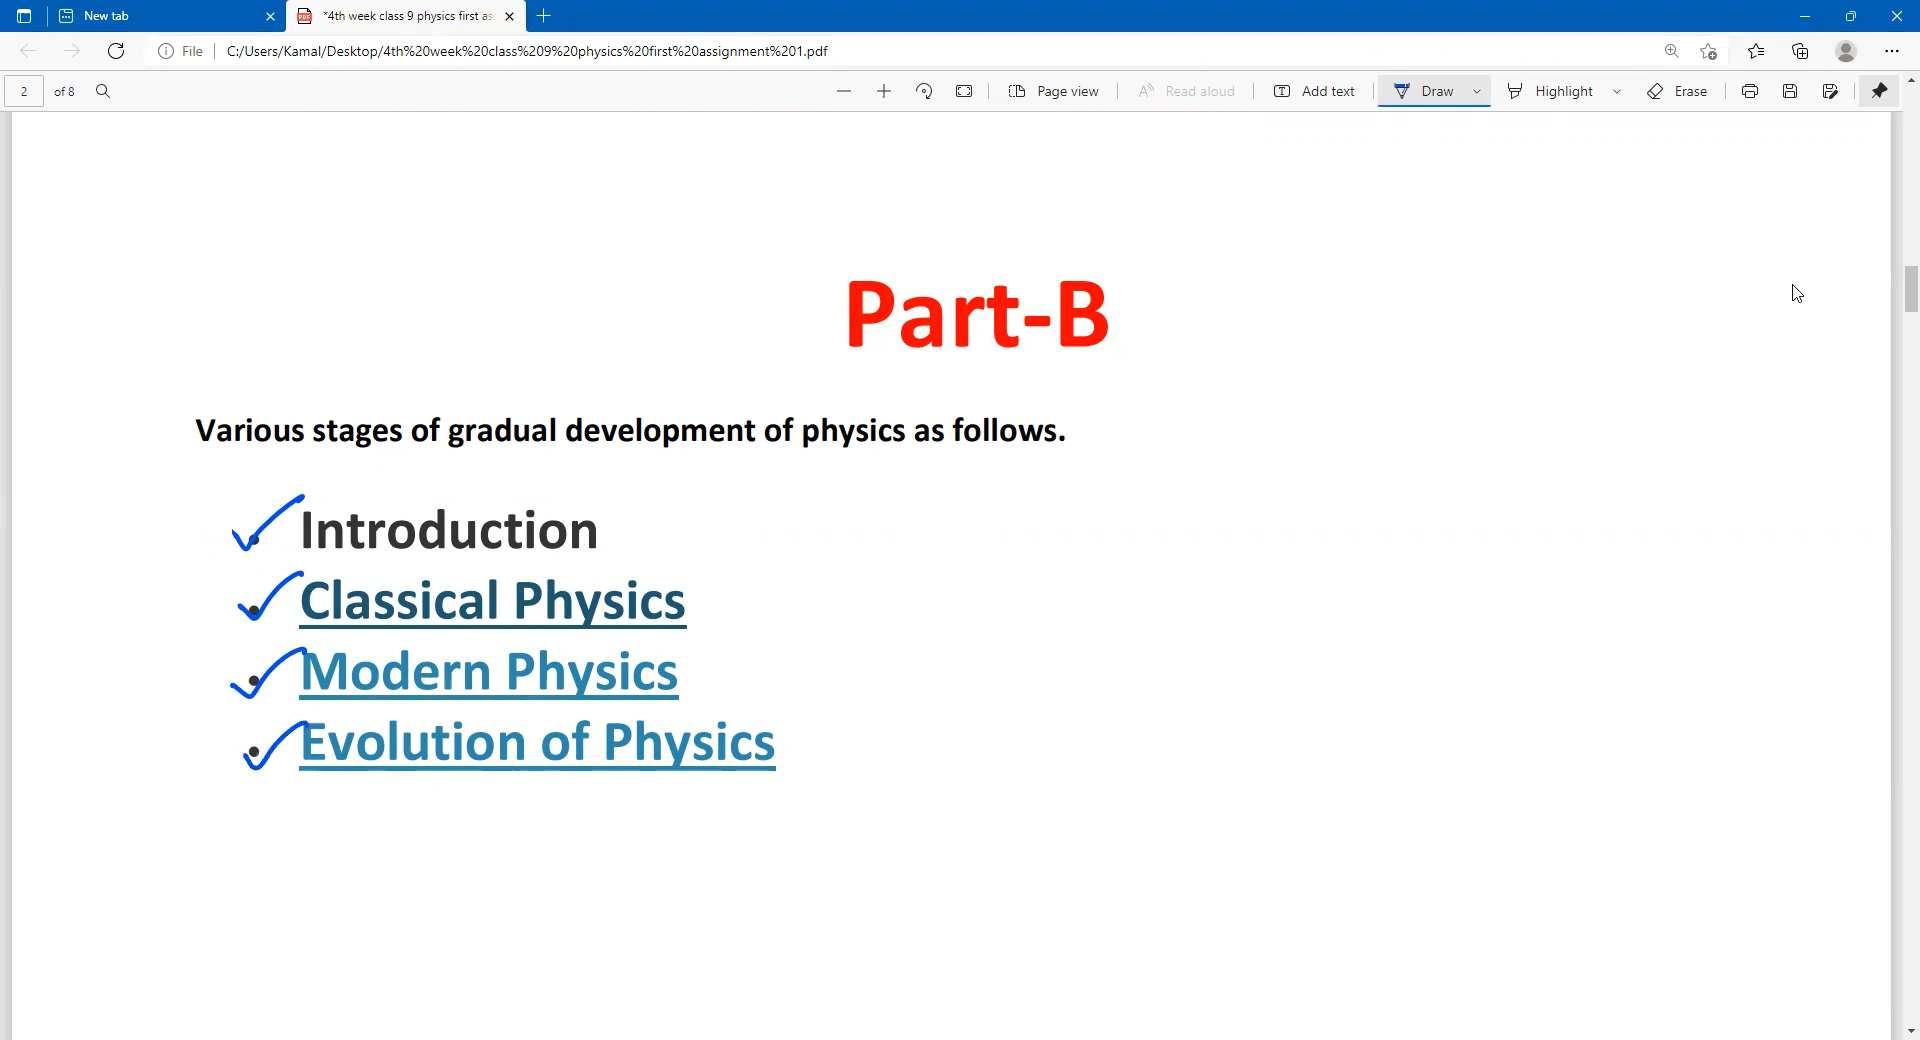 New tab
*4th week class 9 physics first as
File
C:/Users/Kamal/Desktop/4th%20week%20class%209%20physics%20first%20assignment%201.pdf
2 of 8
Page view
Read aloud
Add text
Draw
Highlight
Erase
Part-B
Various stages of gradual development of physics as follows.
• Introduction
• Classical Physics
• Modern Physics
• Evolution of Physics